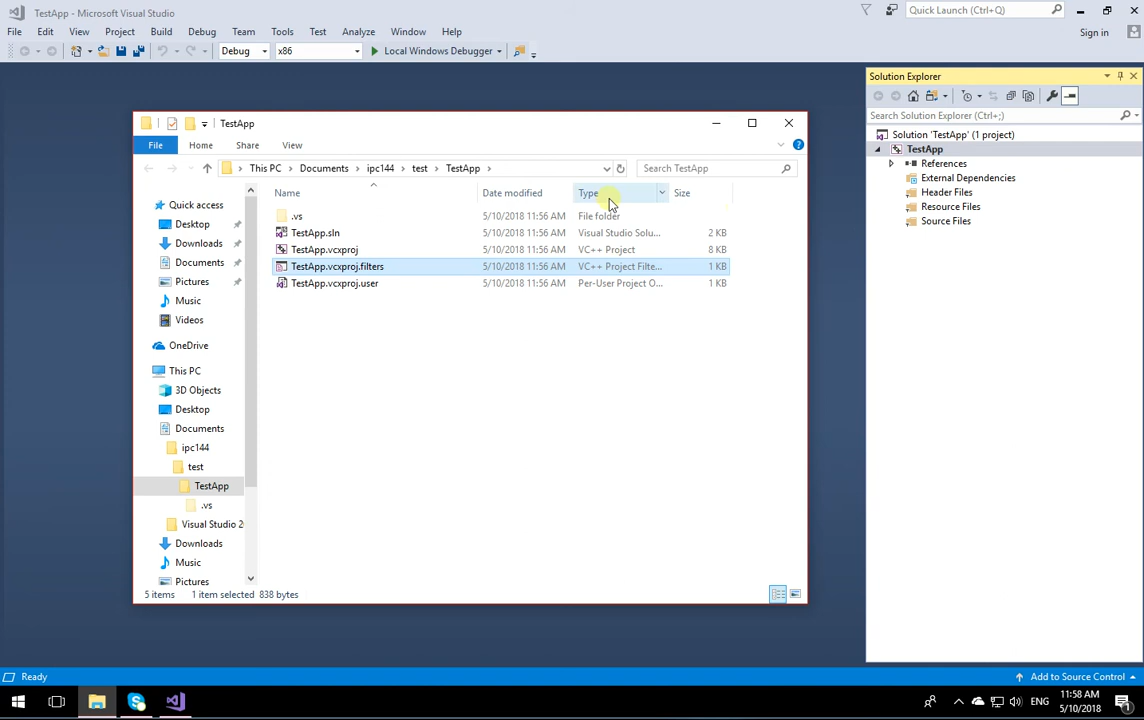 TestApp - Microsoft Visual Studio
Quick Launch (Ctrl+Q)
File Edit View Project Build Debug Team Tools Test Analyze Window Help
Sign in
Debug x86 Local Windows Debugger
Solution Explorer
Search Solution Explorer (Ctrl+;)
Solution 'TestApp' (1 project)
TestApp
References
External Dependencies
Header Files
Resource Files
Source Files
TestApp
File Home Share View
This PC > Documents > ipc144 > test > TestApp >
Search TestApp
Name Date modified Type Size
.vs 5/10/2018 11:56 AM File folder
TestApp.sln 5/10/2018 11:56 AM Visual Studio Solu... 2 KB
TestApp.vcxproj 5/10/2018 11:56 AM VC++ Project 8 KB
TestApp.vcxproj.filters 5/10/2018 11:56 AM VC++ Project Filte... 1 KB
TestApp.vcxproj.user 5/10/2018 11:56 AM Per-User Project O... 1 KB
Quick access
Desktop
Downloads
Documents
Pictures
Music
Videos
OneDrive
This PC
3D Objects
Desktop
Documents
ipc144
test
TestApp
.vs
Visual Studio 2
Downloads
Music
Pictures
5 items 1 item selected 838 bytes
Ready
Add to Source Control
ENG
11:58 AM
5/10/2018
1